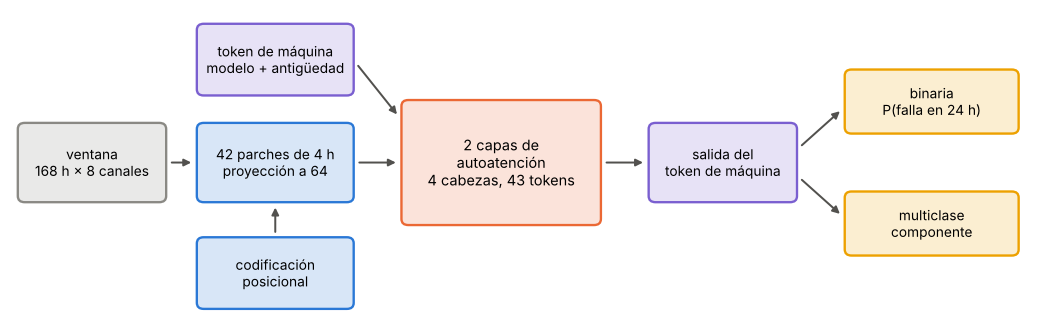 ventana
168 h × 8 canales
token de máquina
modelo + antigüedad
42 parches de 4 h
proyección a 64
codificación
posicional
2 capas de
autoatención
4 cabezas, 43 tokens
salida del
token de máquina
binaria
P(falla en 24 h)
multiclase
componente